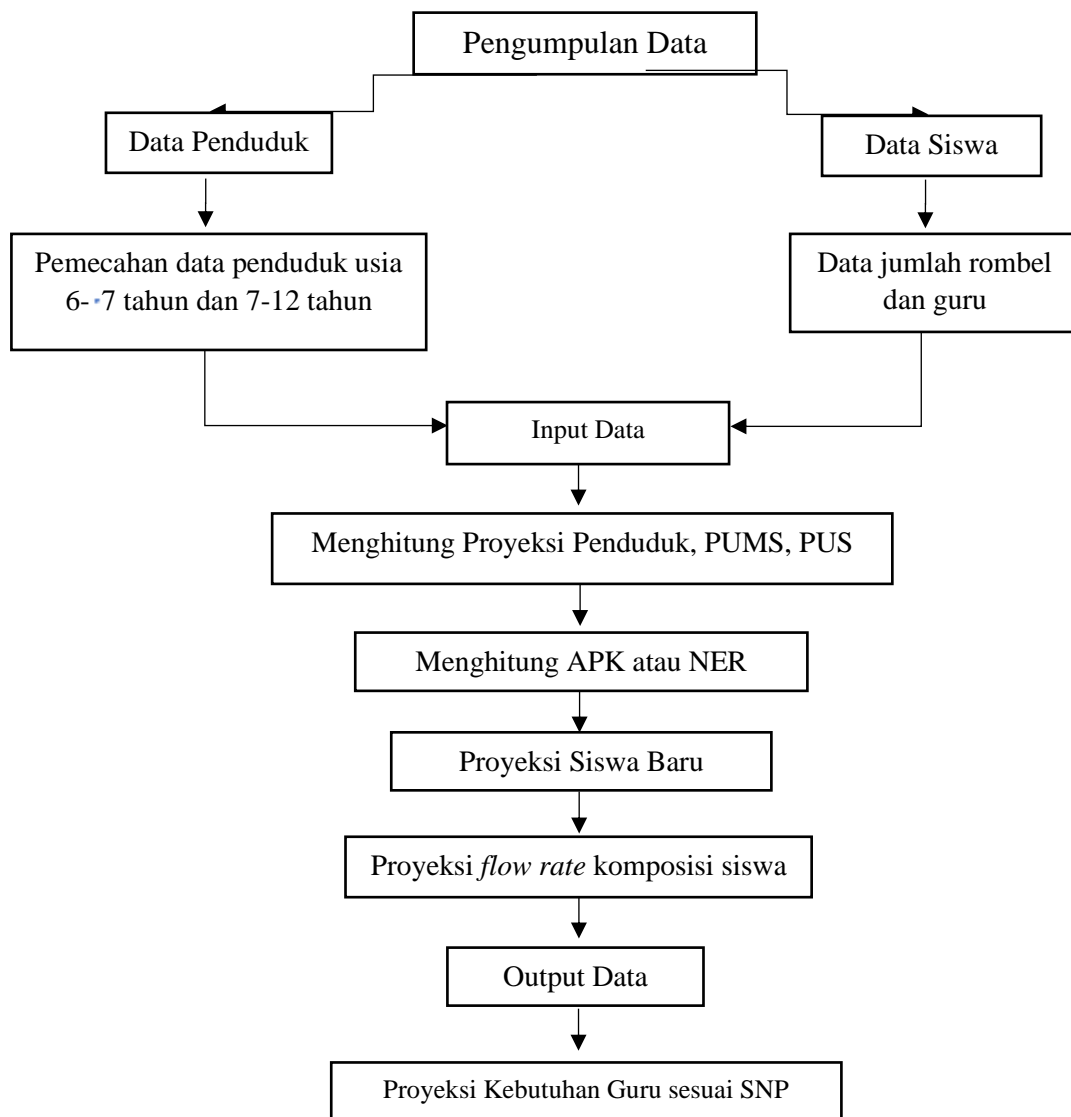 Pengumpulan Data
Data Penduduk
Data Siswa
Pemecahan data penduduk usia
6- 7 tahun dan 7-12 tahun
Data jumlah rombel
dan guru
Input Data
Menghitung Proyeksi Penduduk, PUMS, PUS
Menghitung APK atau NER
Proyeksi Siswa Baru
Proyeksi flow rate komposisi siswa
Output Data
Proyeksi Kebutuhan Guru sesuai SNP